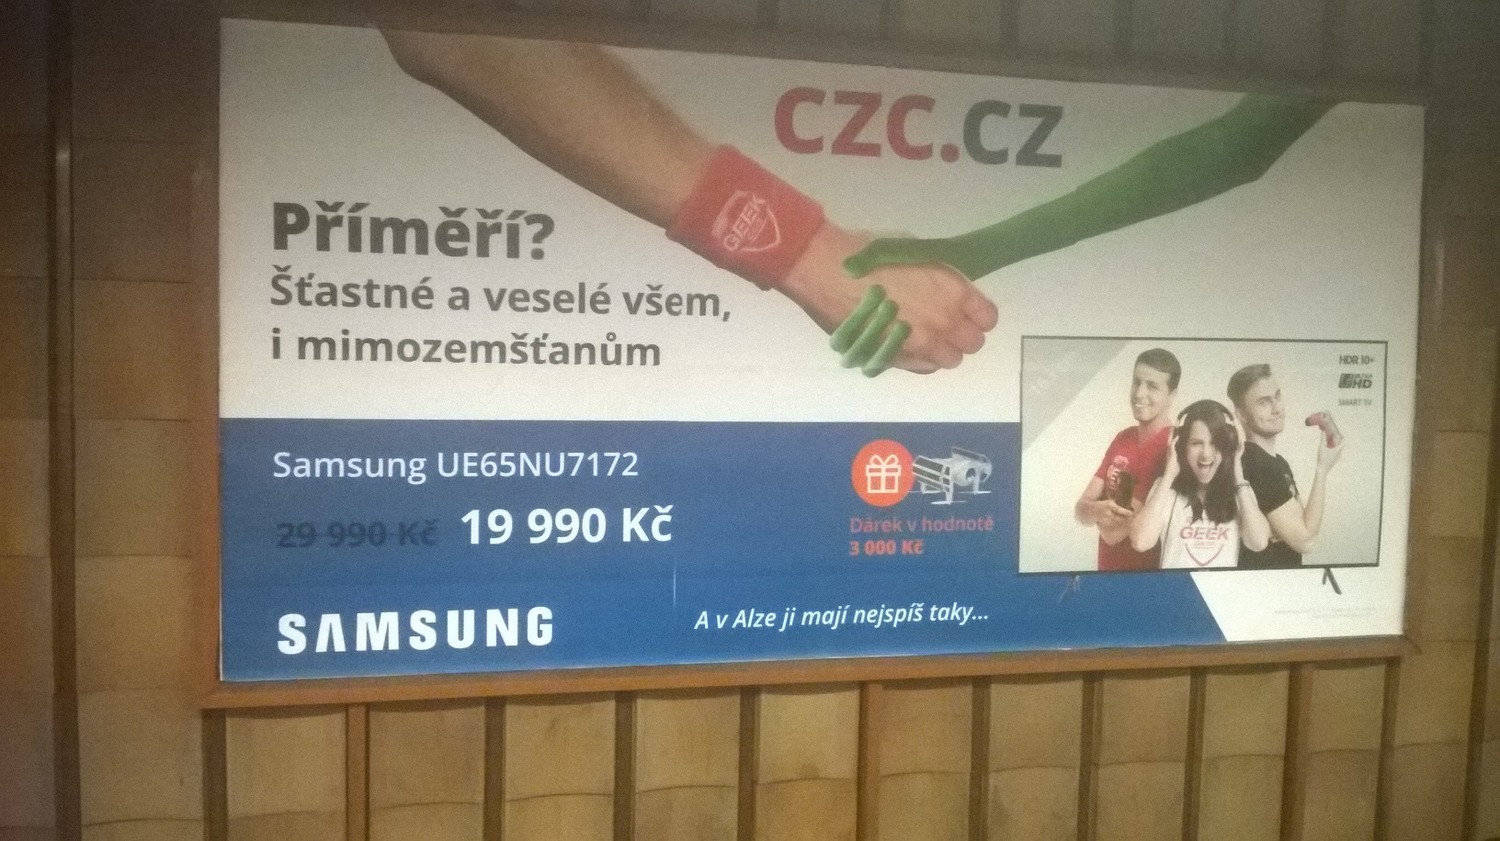 CZC.CZ
GEEK
Příměří?
Šťastné a veselé všem,
i mimozemšťanům
HDR 10+
UHD
SMART TV
Samsung UE65NU7172
29 990 Kč 19 990 Kč
Dárek v hodnotě
3 000 Kč
GEEK
SAMSUNG
A v Alze ji mají nejspíš taky...